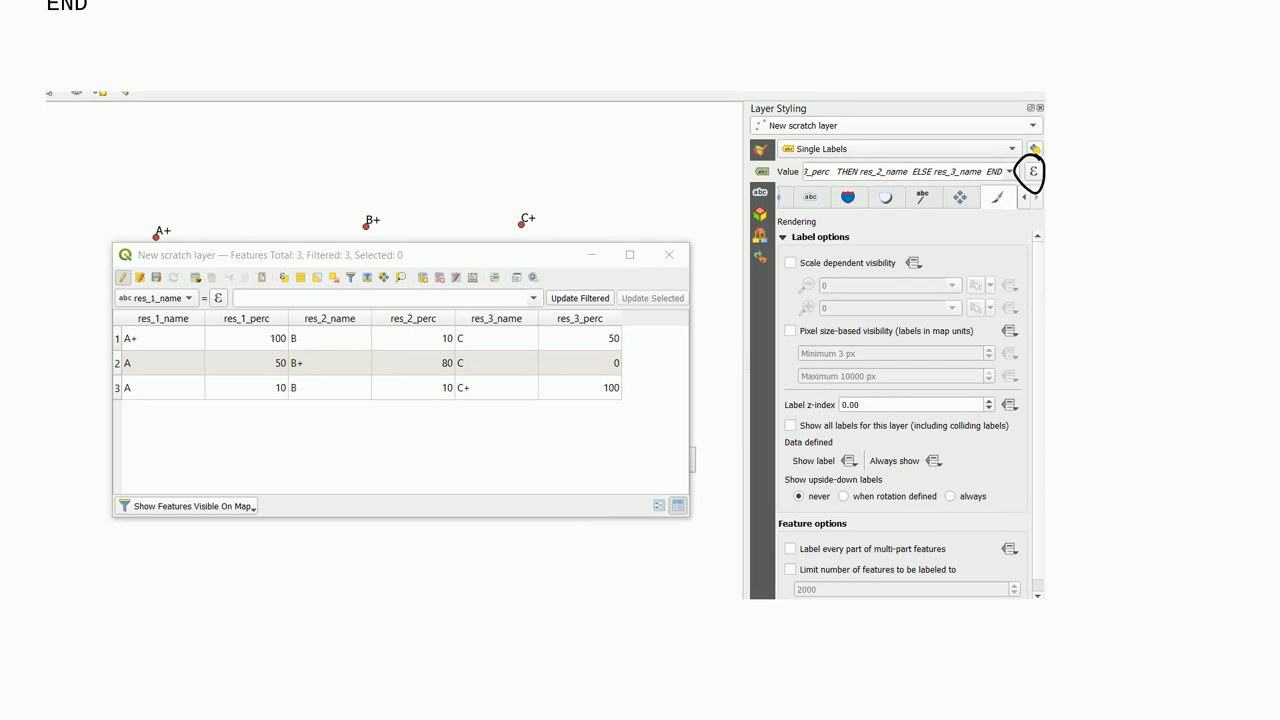 END
Layer Styling
New scratch layer
Single Labels
Value 3_perc THEN res_2_name ELSE res_3_name END
A+
B+
C+
Rendering
Label options
Scale dependent visibility
0
0
Pixel size-based visibility (labels in map units)
Minimum 3 px
Maximum 10000 px
Label z-index 0.00
Show all labels for this layer (including colliding labels)
Data defined
Show label Always show
Show upside-down labels
never when rotation defined always
Feature options
Label every part of multi-part features
Limit number of features to be labeled to
2000
New scratch layer — Features Total: 3, Filtered: 3, Selected: 0
abc res_1_name = ε Update Filtered Update Selected
res_1_name res_1_perc res_2_name res_2_perc res_3_name res_3_perc
1 A+ 100 B 10 C 50
2 A 50 B+ 80 C 0
3 A 10 B 10 C+ 100
Show Features Visible On Map